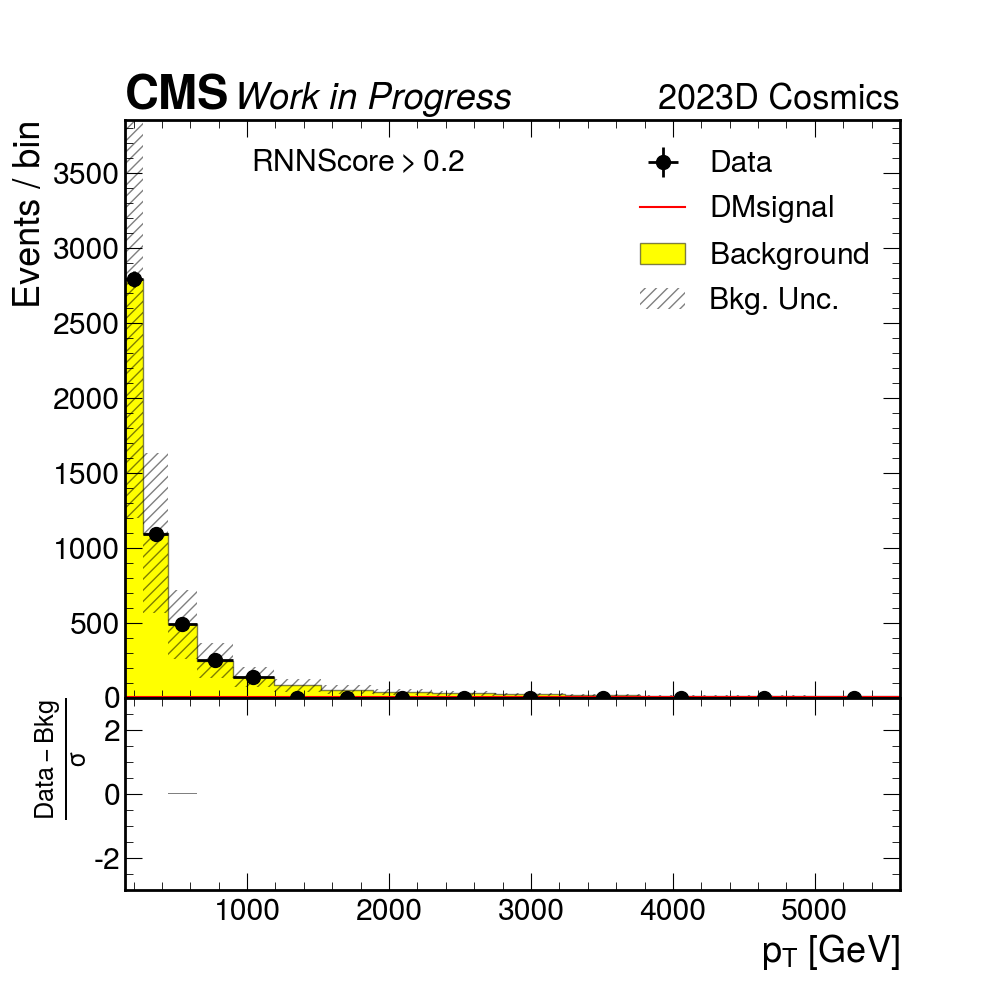 CMS Work in Progress 2023D Cosmics
Events / bin
RNNScore > 0.2
Data
DMsignal
Background
Bkg. Unc.
3500
3000
2500
2000
1500
1000
500
0
Data − Bkg
σ
2
0
-2
1000 2000 3000 4000 5000
pT [GeV]